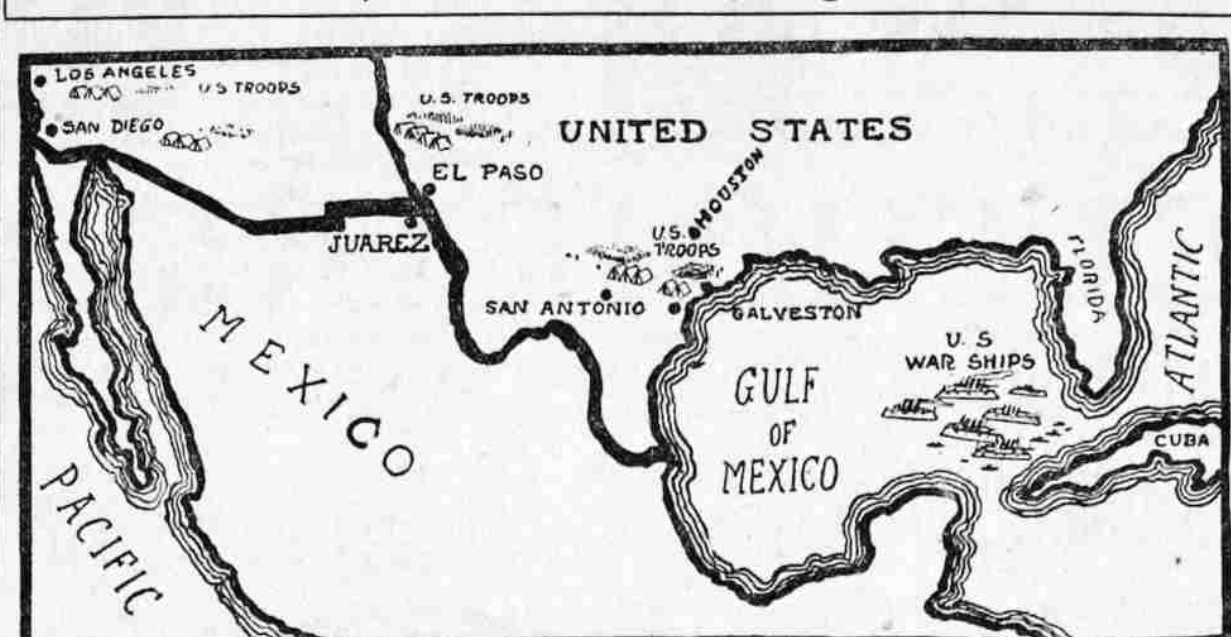 LOS ANGELES
U S TROOPS
SAN DIEGO
U.S. TROOPS
UNITED STATES
EL PASO
HOUSTON
JUAREZ
U.S.
TROOPS
SAN ANTONIO
GALVESTON
FLORIDA
ATLANTIC
MEXICO
U. S
WAR SHIPS
GULF
OF
MEXICO
CUBA
PACIFIC